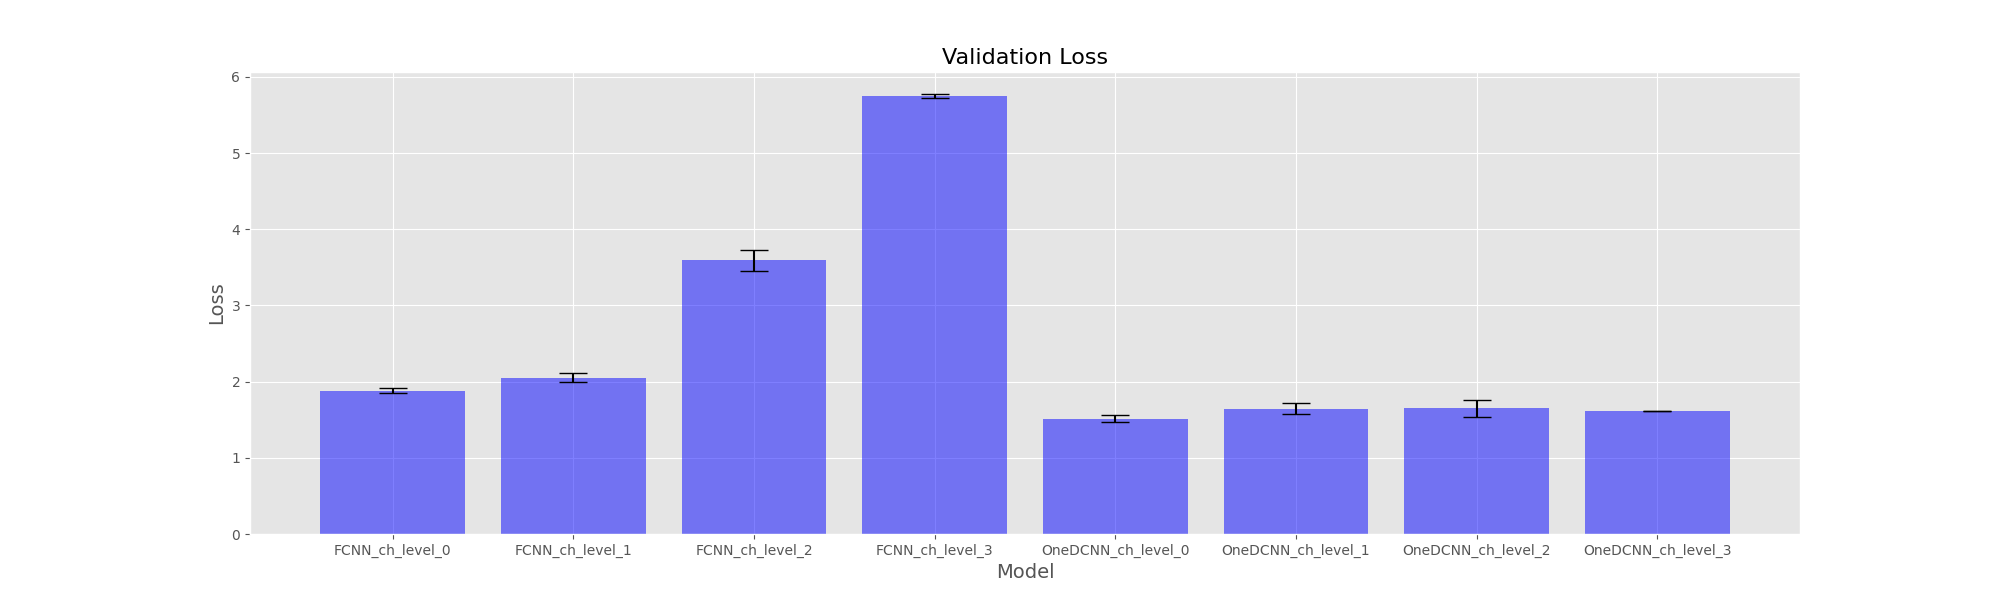 Validation Loss
6
5
4
3
2
1
0
Loss
FCNN_ch_level_0 FCNN_ch_level_1 FCNN_ch_level_2 FCNN_ch_level_3 OneDCNN_ch_level_0 OneDCNN_ch_level_1 OneDCNN_ch_level_2 OneDCNN_ch_level_3
Model